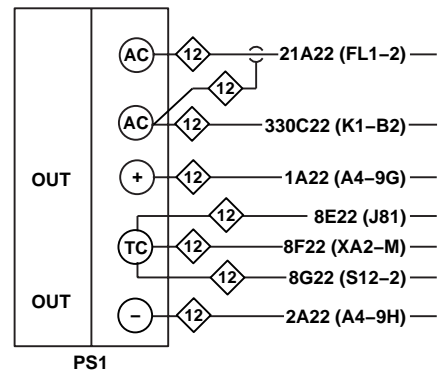 AC 12 21A22 (FL1–2)
12
AC 12 330C22 (K1–B2)
OUT + 12 1A22 (A4–9G)
12 8E22 (J81)
TC 12 8F22 (XA2–M)
12 8G22 (S12–2)
OUT – 12 2A22 (A4–9H)
PS1